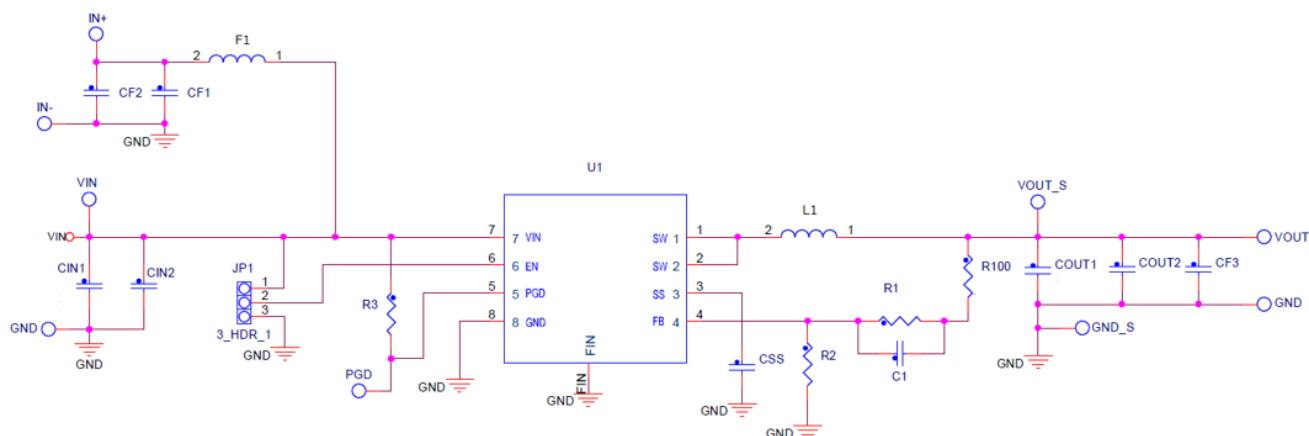 IN+
F1
2 1
CF2 CF1
IN-
GND
U1
VIN
VOUT_S
L1
VIN
7 7 VIN SW 1 1 2 1
VOUT
CIN1 CIN2
JP1
1
2
3
3_HDR_1
6 6 EN SW 2 2
R100
COUT1 COUT2 CF3
5 5 PGD SS 3 3
R3
R1
GND
8 8 GND FB 4 4
GND
GND_S
GND
GND
FIN
FIN
PGD
GND
GND
CSS
R2
C1
GND
GND
GND